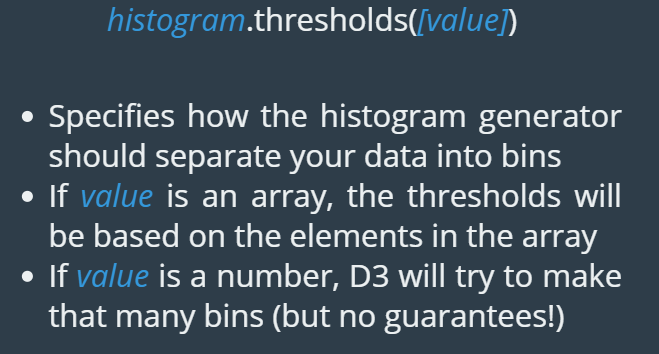 histogram.thresholds([value])
• Specifies how the histogram generator
should separate your data into bins
• If value is an array, the thresholds will
be based on the elements in the array
• If value is a number, D3 will try to make
that many bins (but no guarantees!)